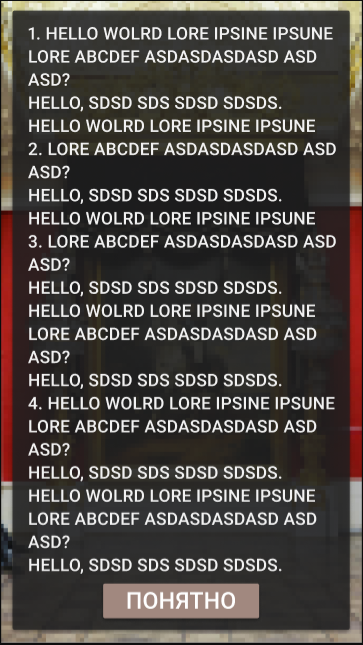 1. HELLO WOLRD LORE IPSINE IPSUNE
LORE ABCDEF ASDASDASDASD ASD
ASD?
HELLO, SDSD SDS SDSD SDSDS.
HELLO WOLRD LORE IPSINE IPSUNE
2. LORE ABCDEF ASDASDASDASD ASD
ASD?
HELLO, SDSD SDS SDSD SDSDS.
HELLO WOLRD LORE IPSINE IPSUNE
3. LORE ABCDEF ASDASDASDASD ASD
ASD?
HELLO, SDSD SDS SDSD SDSDS.
HELLO WOLRD LORE IPSINE IPSUNE
LORE ABCDEF ASDASDASDASD ASD
ASD?
HELLO, SDSD SDS SDSD SDSDS.
4. HELLO WOLRD LORE IPSINE IPSUNE
LORE ABCDEF ASDASDASDASD ASD
ASD?
HELLO, SDSD SDS SDSD SDSDS.
HELLO WOLRD LORE IPSINE IPSUNE
LORE ABCDEF ASDASDASDASD ASD
ASD?
HELLO, SDSD SDS SDSD SDSDS.
ПОНЯТНО